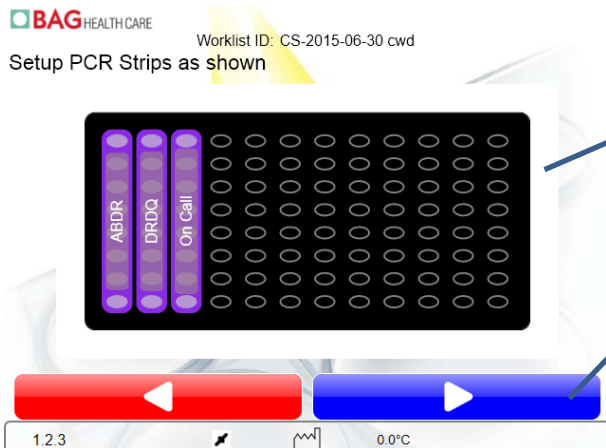 BAG HEALTH CARE
Worklist ID: CS-2015-06-30 cwd
Setup PCR Strips as shown
ABDR
DRDQ
On Call
1.2.3
0.0°C